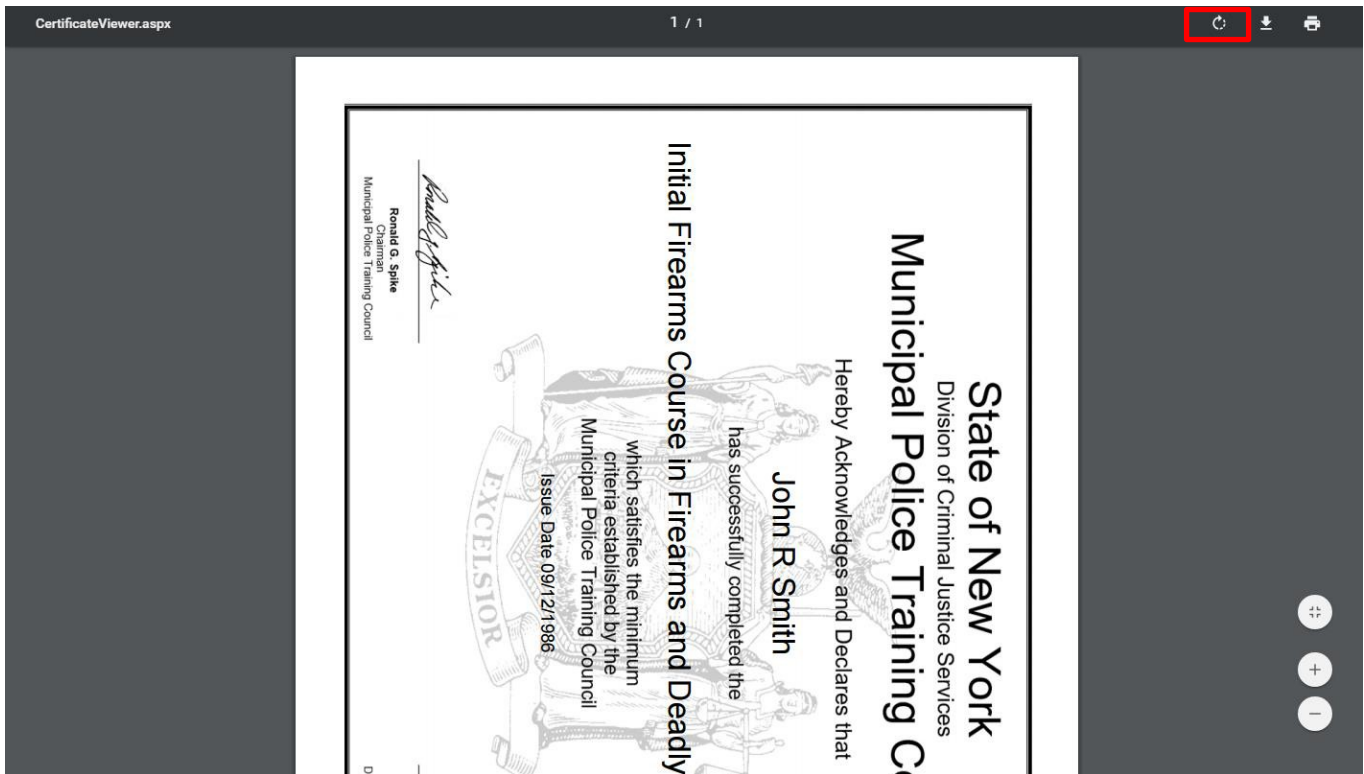 CertificateViewer.aspx
1 / 1
State of New York
Division of Criminal Justice Services
Municipal Police Training Co
Hereby Acknowledges and Declares that
John R Smith
has successfully completed the
Initial Firearms Course in Firearms and Deadly
which satisfies the minimum
criteria established by the
Municipal Police Training Council
Issue Date 09/12/1986
EXCELSIOR
Ronald G. Spike
Ronald G. Spike
Chairman
Municipal Police Training Council
D